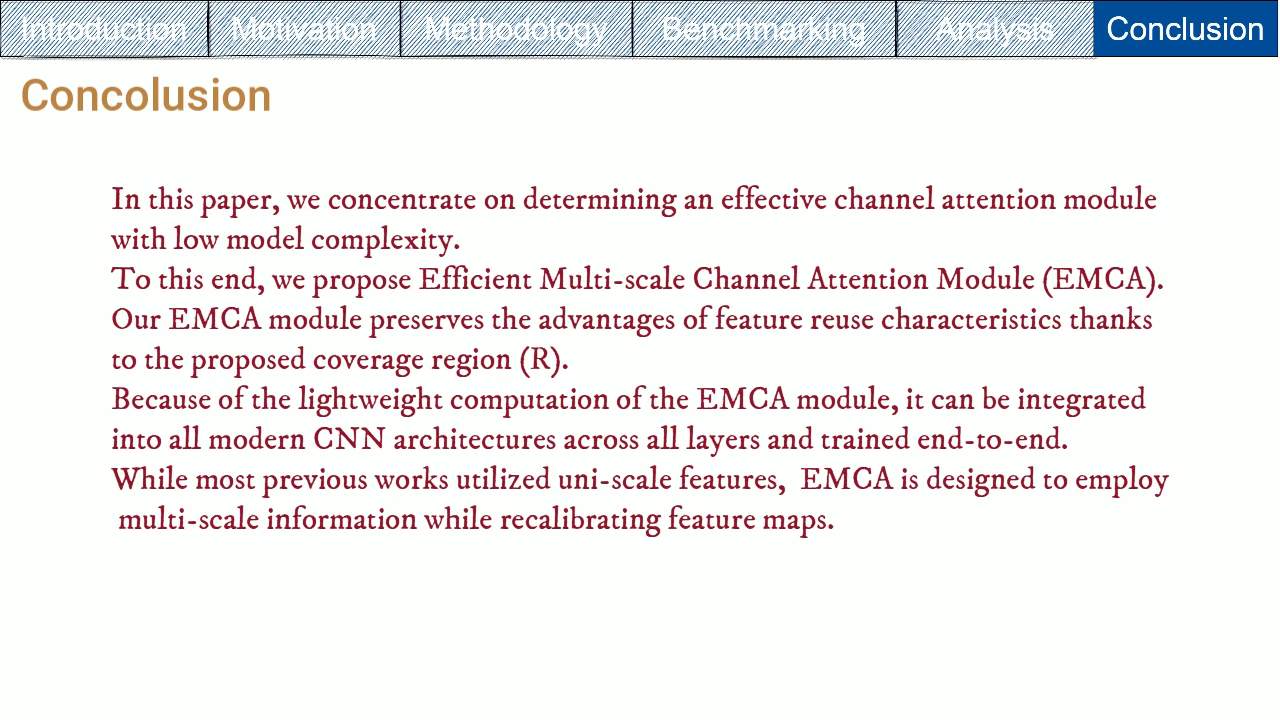 Introduction Motivation Methodology Benchmarking Analysis Conclusion
Concolusion
In this paper, we concentrate on determining an effective channel attention module
with low model complexity.
To this end, we propose Efficient Multi-scale Channel Attention Module (EMCA).
Our EMCA module preserves the advantages of feature reuse characteristics thanks
to the proposed coverage region (R).
Because of the lightweight computation of the EMCA module, it can be integrated
into all modern CNN architectures across all layers and trained end-to-end.
While most previous works utilized uni-scale features,  EMCA is designed to employ
multi-scale information while recalibrating feature maps.